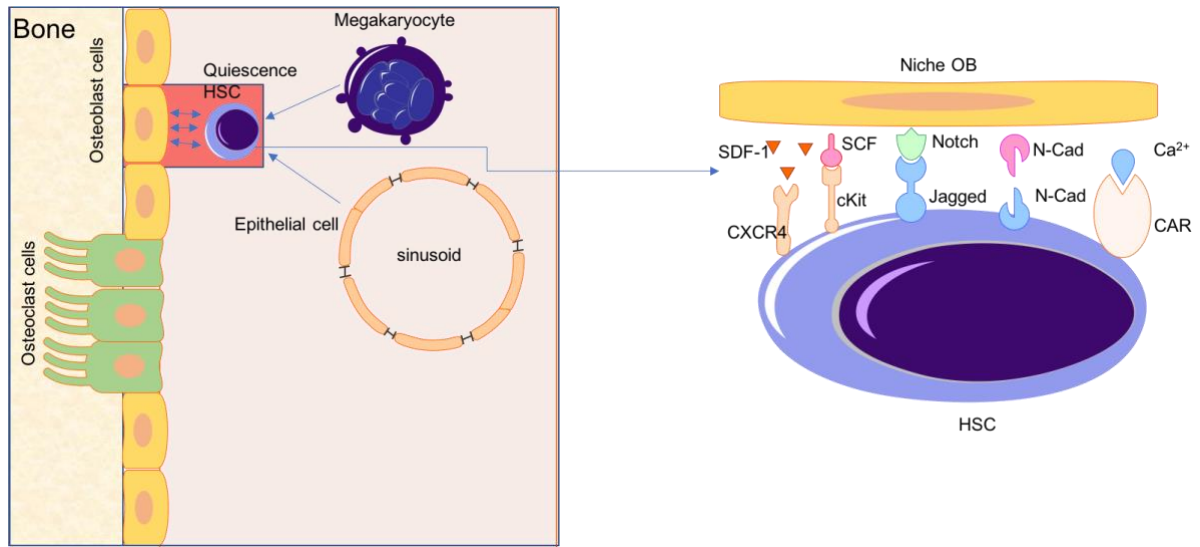 Bone
Megakaryocyte
Quiescence
HSC
Osteoblast cells
Epithelial cell
sinusoid
Osteoclast cells
Niche OB
SDF-1
SCF
Notch
N-Cad
Ca²⁺
cKit
Jagged
N-Cad
CXCR4
CAR
HSC